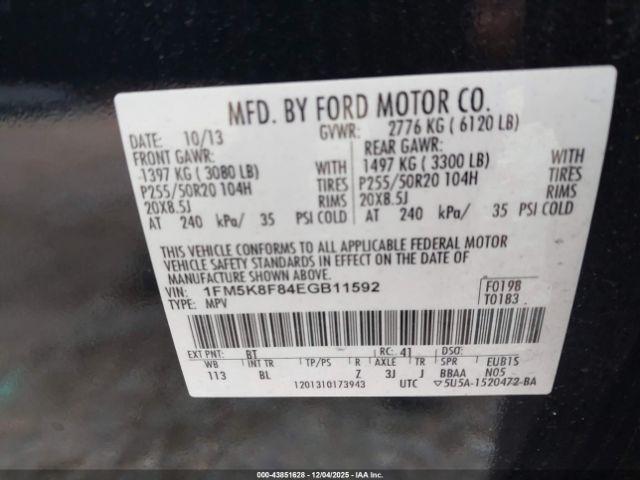 MFD. BY FORD MOTOR CO.
DATE: 10/13 GVWR: 2776 KG ( 6120 LB)
FRONT GAWR: REAR GAWR:
1397 KG ( 3080 LB) WITH 1497 KG ( 3300 LB) WITH
P255/50R20 104H TIRES P255/50R20 104H TIRES
20X8.5J RIMS 20X8.5J RIMS
AT 240 kPa/ 35 PSI COLD AT 240 kPa/ 35 PSI COLD
THIS VEHICLE CONFORMS TO ALL APPLICABLE FEDERAL MOTOR
VEHICLE SAFETY STANDARDS IN EFFECT ON THE DATE OF
MANUFACTURE SHOWN ABOVE.
VIN: 1FM5K8F84EGB11592 F0198
TYPE: MPV T0183
EXT PNT: BT RC: 41 DSO:
WB INT TR TP/PS R AXLE TR SPR EUB1S
113 BL Z 3J J BBAA N05
1201310173943 UTC ▽5U5A-1520472-BA
000-43851628 12/04/2025 IAAI.CA